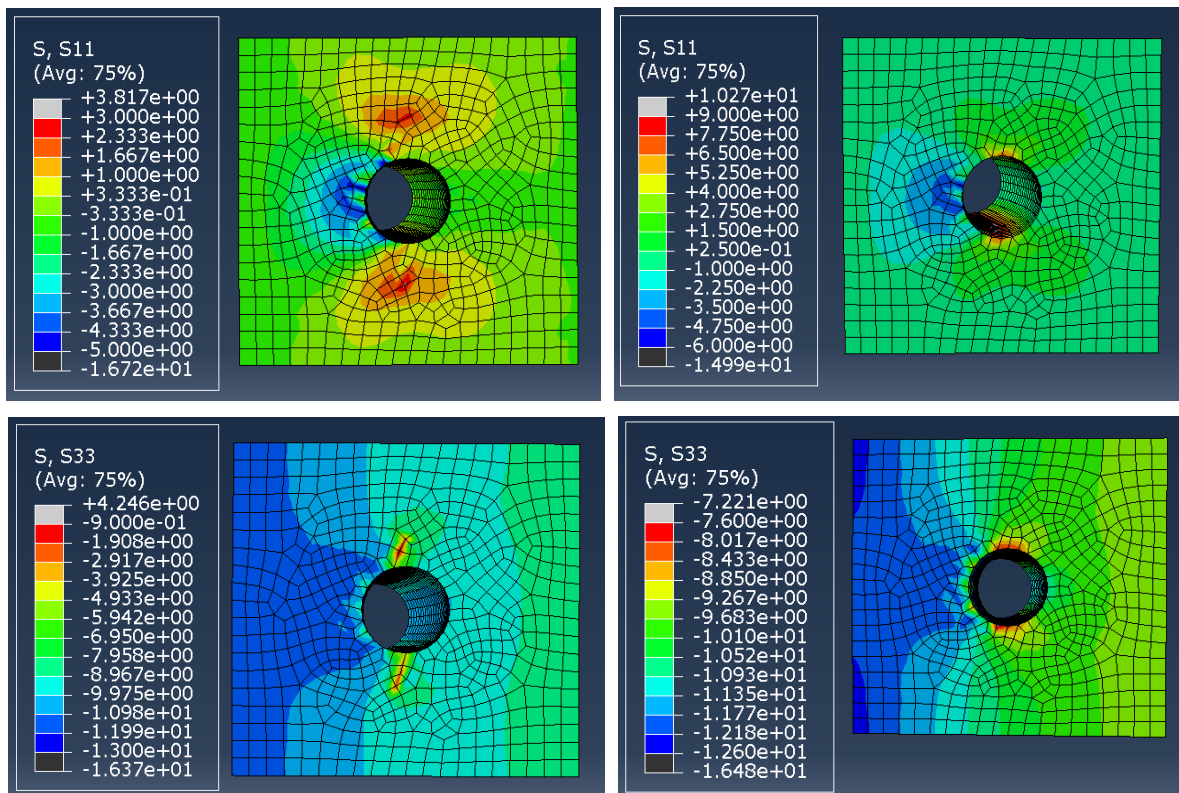 S, S11
(Avg: 75%)
+3.817e+00
+3.000e+00
+2.333e+00
+1.667e+00
+1.000e+00
+3.333e-01
-3.333e-01
-1.000e+00
-1.667e+00
-2.333e+00
-3.000e+00
-3.667e+00
-4.333e+00
-5.000e+00
-1.672e+01
S, S11
(Avg: 75%)
+1.027e+01
+9.000e+00
+7.750e+00
+6.500e+00
+5.250e+00
+4.000e+00
+2.750e+00
+1.500e+00
+2.500e-01
-1.000e+00
-2.250e+00
-3.500e+00
-4.750e+00
-6.000e+00
-1.499e+01
S, S33
(Avg: 75%)
+4.246e+00
-9.000e-01
-1.908e+00
-2.917e+00
-3.925e+00
-4.933e+00
-5.942e+00
-6.950e+00
-7.958e+00
-8.967e+00
-9.975e+00
-1.098e+01
-1.199e+01
-1.300e+01
-1.637e+01
S, S33
(Avg: 75%)
-7.221e+00
-7.600e+00
-8.017e+00
-8.433e+00
-8.850e+00
-9.267e+00
-9.683e+00
-1.010e+01
-1.052e+01
-1.093e+01
-1.135e+01
-1.177e+01
-1.218e+01
-1.260e+01
-1.648e+01